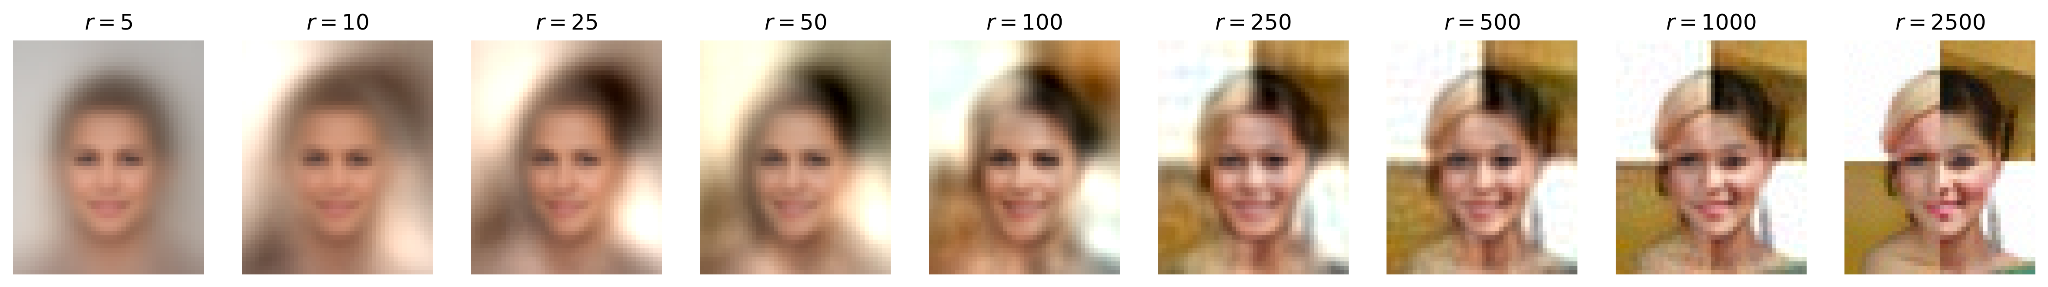 r = 5 r = 10 r = 25 r = 50 r = 100 r = 250 r = 500 r = 1000 r = 2500